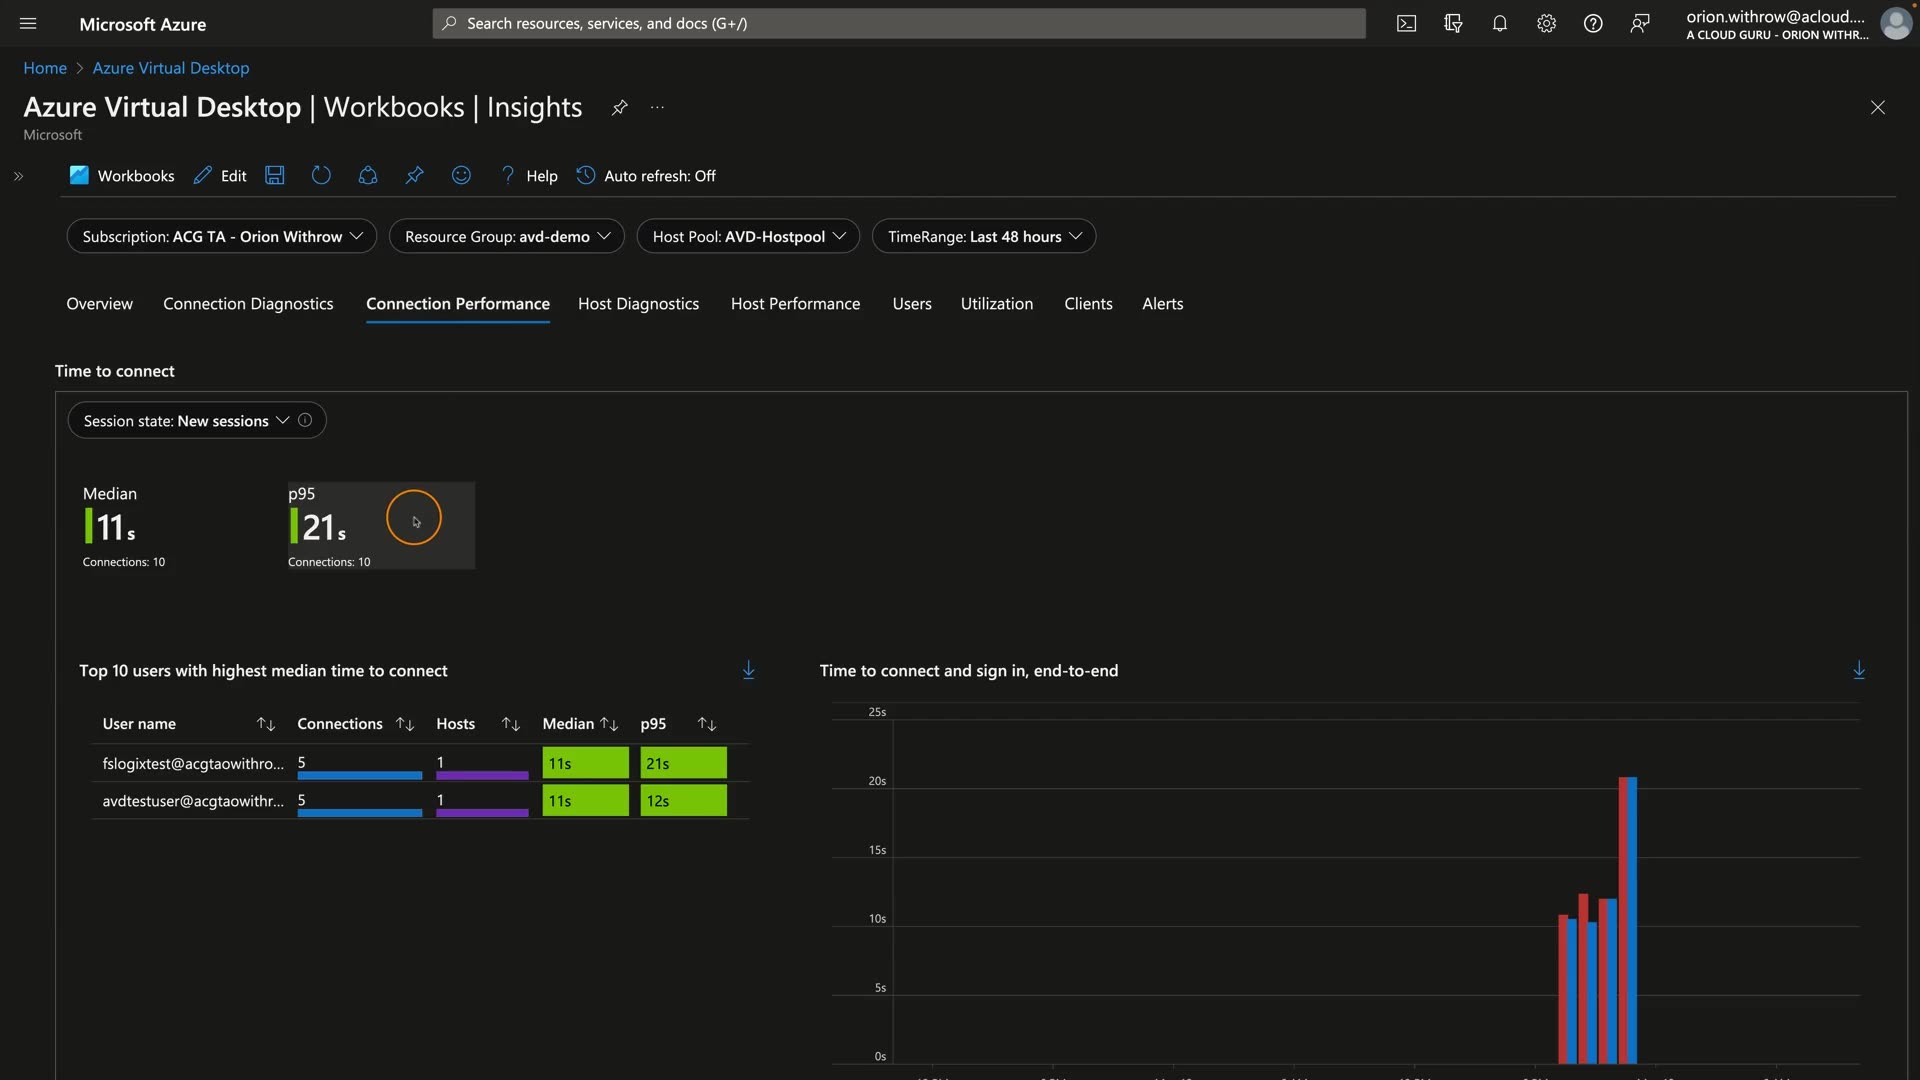 Microsoft Azure
Search resources, services, and docs (G+/)
orion.withrow@acloud....
A CLOUD GURU - ORION WITHR...
Home > Azure Virtual Desktop
Azure Virtual Desktop | Workbooks | Insights
Microsoft
Workbooks Edit Help Auto refresh: Off
Subscription: ACG TA - Orion Withrow Resource Group: avd-demo Host Pool: AVD-Hostpool TimeRange: Last 48 hours
Overview Connection Diagnostics Connection Performance Host Diagnostics Host Performance Users Utilization Clients Alerts
Time to connect
Session state: New sessions
Median
11s
Connections: 10
p95
21s
Connections: 10
Top 10 users with highest median time to connect
User name Connections Hosts Median p95
fslogixtest@acgtaowithro... 5 1 11s 21s
avdtestuser@acgtaowithr... 5 1 11s 12s
Time to connect and sign in, end-to-end
25s
20s
15s
10s
5s
0s